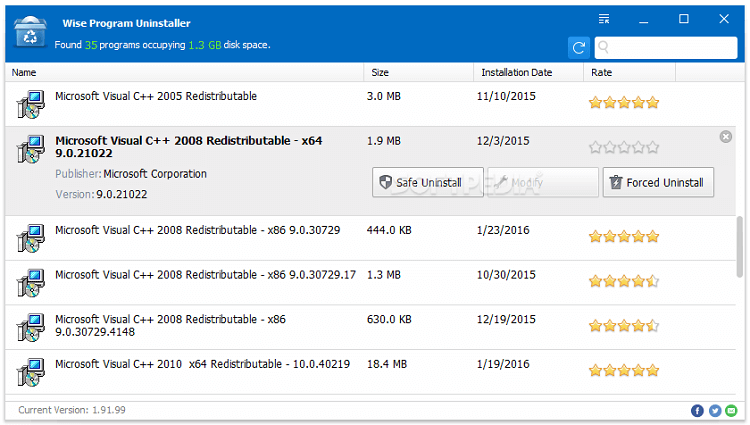 Wise Program Uninstaller
Found 35 programs occupying 1.3 GB disk space.
Name Size Installation Date Rate
Microsoft Visual C++ 2005 Redistributable 3.0 MB 11/10/2015
Microsoft Visual C++ 2008 Redistributable - x64 1.9 MB 12/3/2015
9.0.21022
Publisher: Microsoft Corporation
Safe Uninstall Modify Forced Uninstall
SOFTPEDIA
Version: 9.0.21022
Microsoft Visual C++ 2008 Redistributable - x86 9.0.30729 444.0 KB 1/23/2016
Microsoft Visual C++ 2008 Redistributable - x86 9.0.30729.17 1.3 MB 10/30/2015
Microsoft Visual C++ 2008 Redistributable - x86 630.0 KB 12/19/2015
9.0.30729.4148
Microsoft Visual C++ 2010  x64 Redistributable - 10.0.40219 18.4 MB 1/19/2016
Current Version: 1.91.99